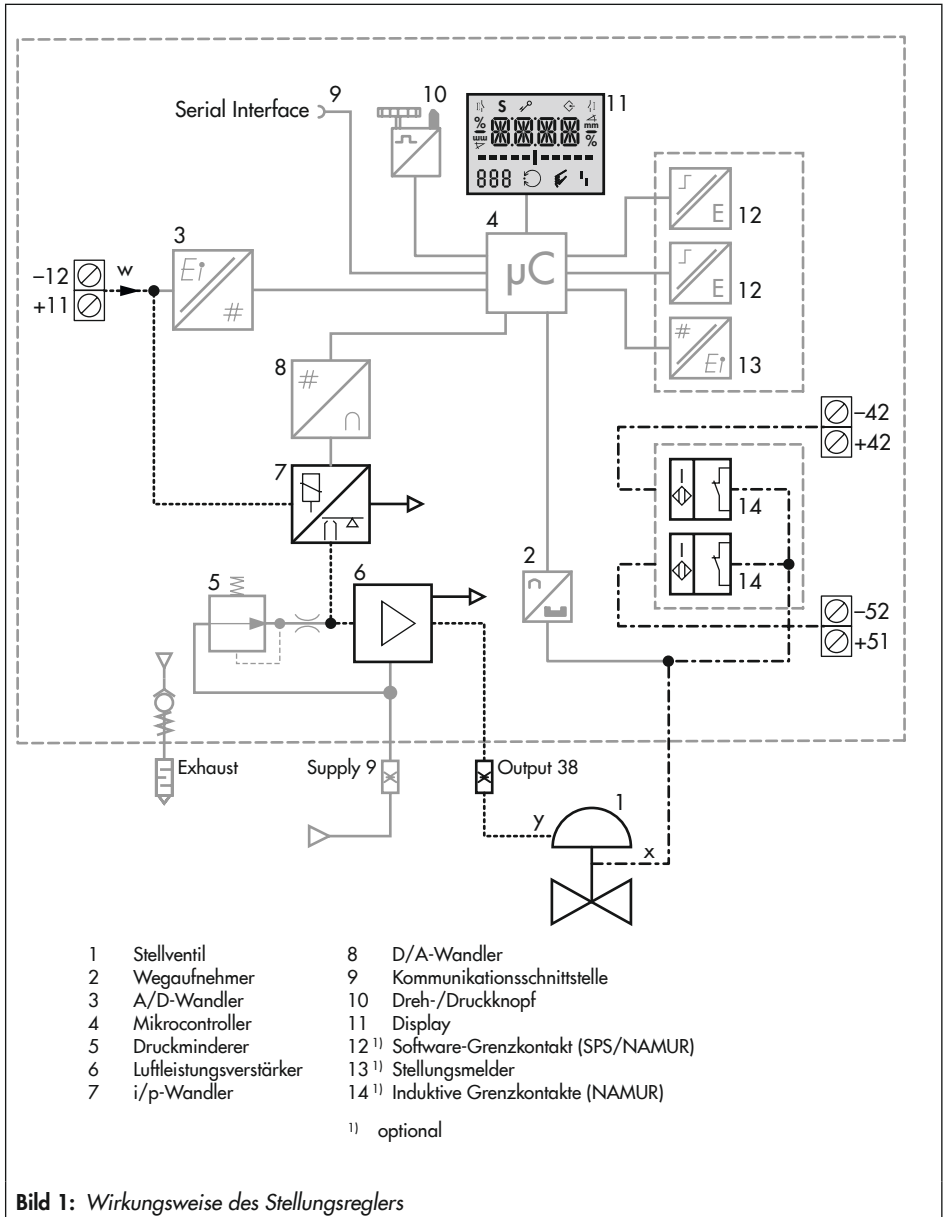 9
Serial Interface
10
11
S
%
mm
mm
%
888
4
µC
E 12
E 12
#
Ei 13
3
Ei
#
–12
+11
w
8
#
7
–42
+42
14
14
–52
+51
2
5
6
Exhaust
Supply 9
Output 38
1
y
x
1 Stellventil
2 Wegaufnehmer
3 A/D-Wandler
4 Mikrocontroller
5 Druckminderer
6 Luftleistungsverstärker
7 i/p-Wandler
8 D/A-Wandler
9 Kommunikationsschnittstelle
10 Dreh-/Druckknopf
11 Display
12 1) Software-Grenzkontakt (SPS/NAMUR)
13 1) Stellungsmelder
14 1) Induktive Grenzkontakte (NAMUR)
1) optional
Bild 1: Wirkungsweise des Stellungsreglers